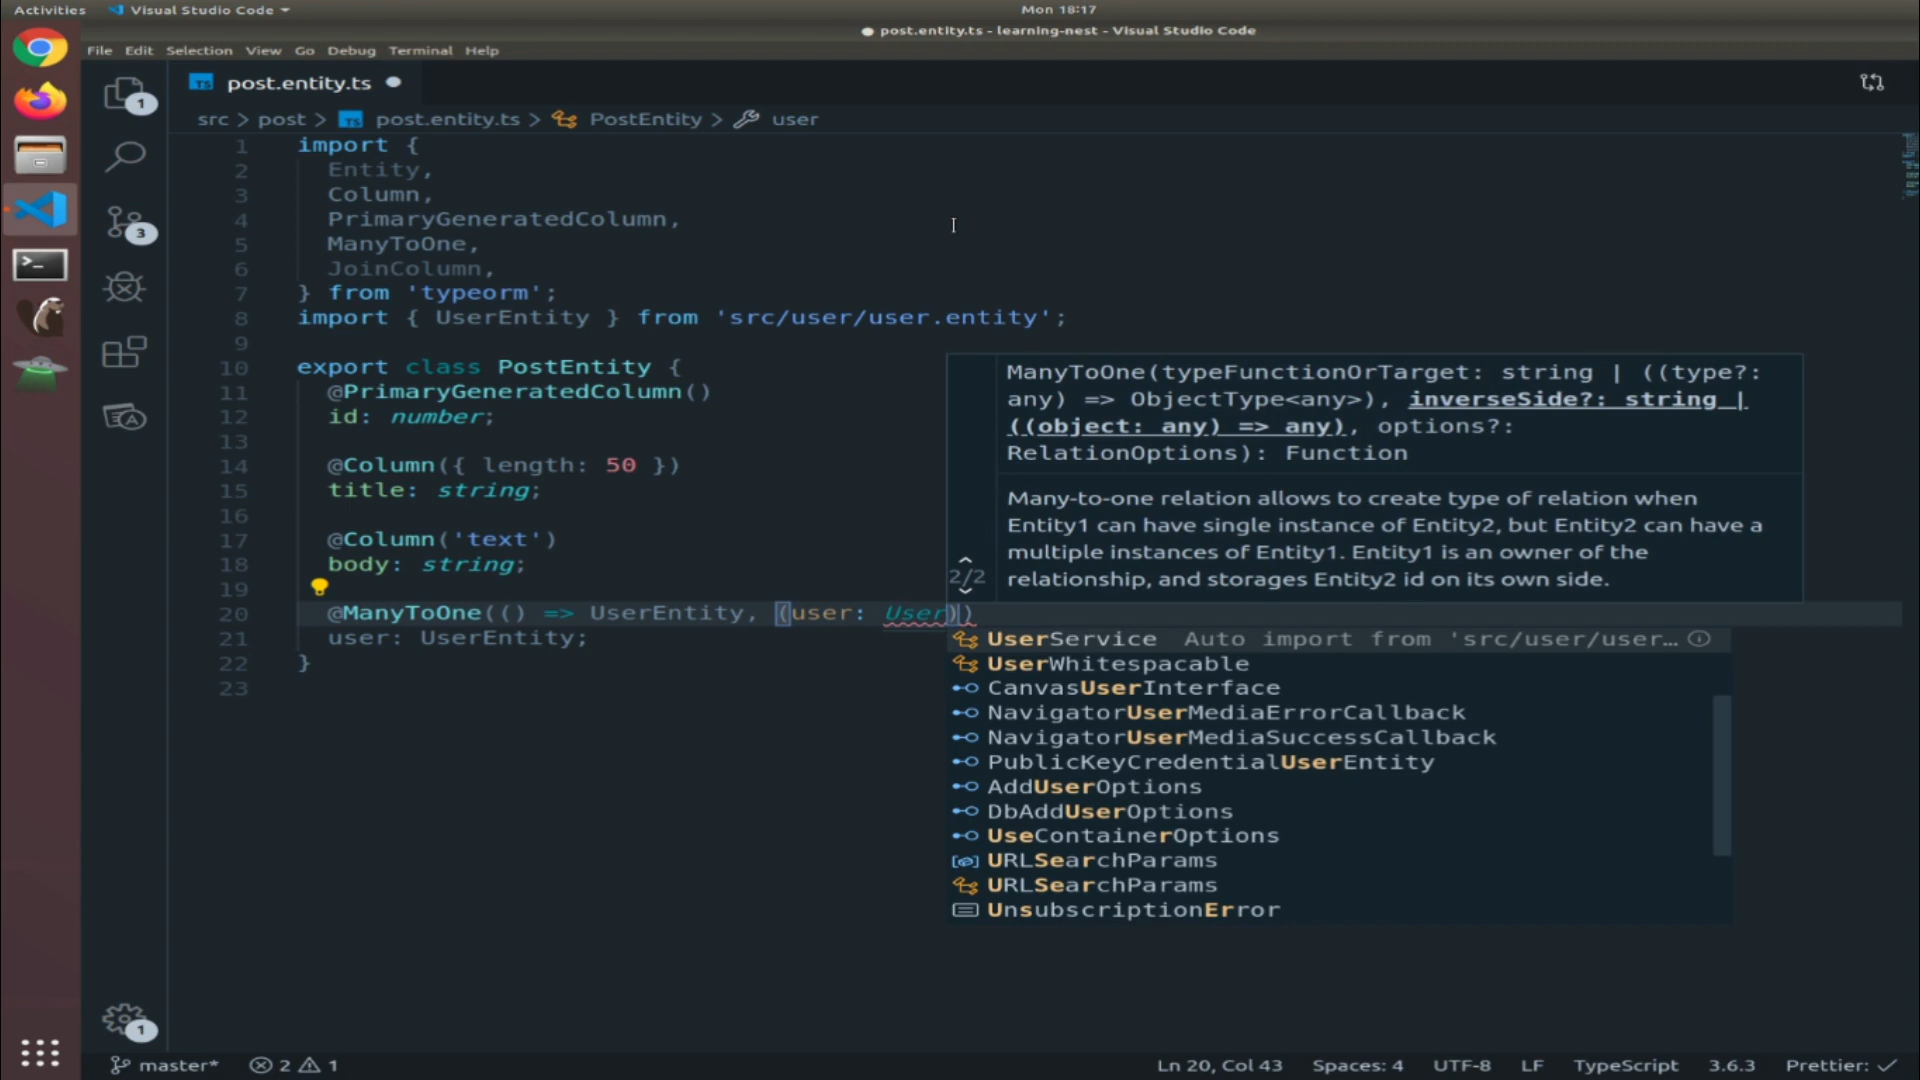 Activities Visual Studio Code Mon 18:17
● post.entity.ts - learning-nest - Visual Studio Code
File Edit Selection View Go Debug Terminal Help
TS post.entity.ts ●
src > post > TS post.entity.ts > PostEntity > user
1 import {
2 Entity,
3 Column,
4 PrimaryGeneratedColumn,
5 ManyToOne,
6 JoinColumn,
7 } from 'typeorm';
8 import { UserEntity } from 'src/user/user.entity';
9
10 export class PostEntity {
11 @PrimaryGeneratedColumn()
12 id: number;
13
14 @Column({ length: 50 })
15 title: string;
16
17 @Column('text')
18 body: string;
19
20 @ManyToOne(() => UserEntity, (user: User))
21 user: UserEntity;
22 }
23
ManyToOne(typeFunctionOrTarget: string | ((type?:
any) => ObjectType<any>), inverseSide?: string |
((object: any) => any), options?:
RelationOptions): Function
Many-to-one relation allows to create type of relation when
Entity1 can have single instance of Entity2, but Entity2 can have a
multiple instances of Entity1. Entity1 is an owner of the
2/2
relationship, and storages Entity2 id on its own side.
UserService Auto import from 'src/user/user…
UserWhitespacable
CanvasUserInterface
NavigatorUserMediaErrorCallback
NavigatorUserMediaSuccessCallback
PublicKeyCredentialUserEntity
AddUserOptions
DbAddUserOptions
UseContainerOptions
URLSearchParams
URLSearchParams
UnsubscriptionError
1
3
1
master* 2 1 Ln 20, Col 43 Spaces: 4 UTF-8 LF TypeScript 3.6.3 Prettier: ✓